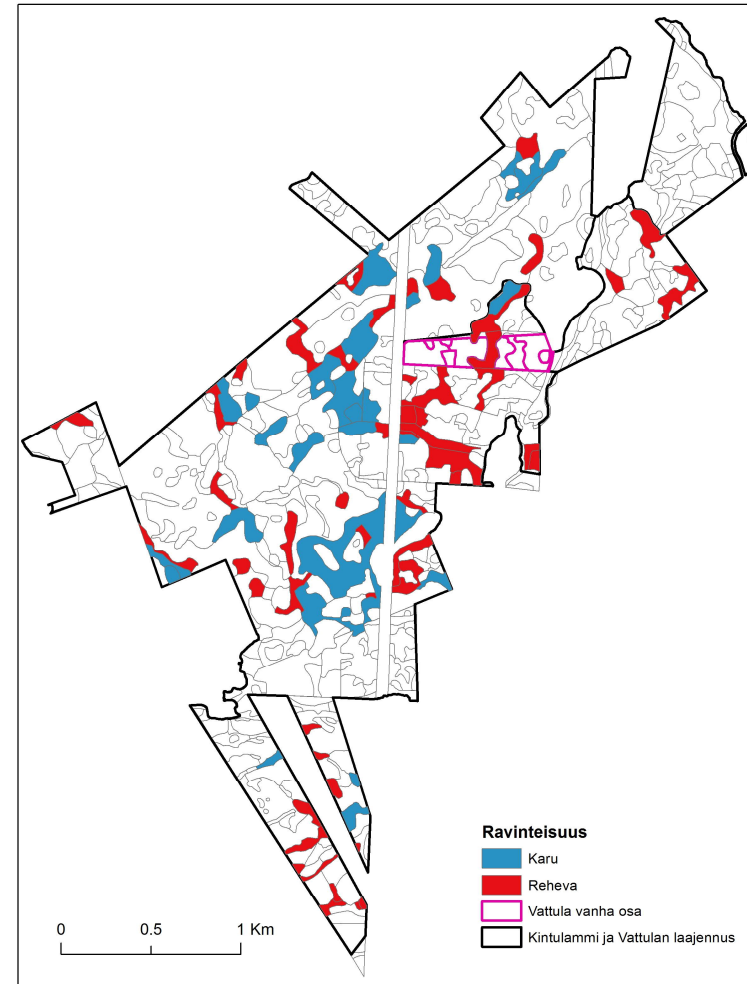 Ravinteisuus
Karu
Reheva
Vattula vanha osa
Kintulammi ja Vattulan laajennus
0 0.5 1 Km